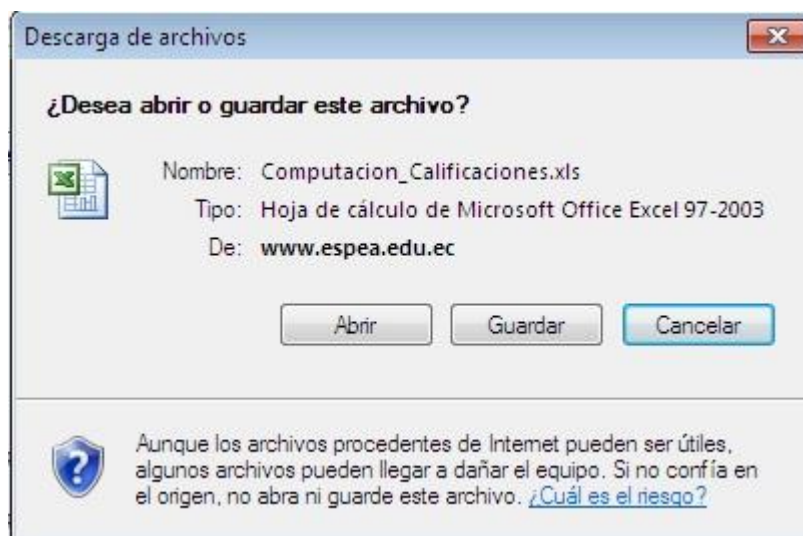 Descarga de archivos
¿Desea abrir o guardar este archivo?
Nombre: Computacion_Calificaciones.xls
Tipo: Hoja de cálculo de Microsoft Office Excel 97-2003
De: www.espea.edu.ec
Abrir Guardar Cancelar
Aunque los archivos procedentes de Internet pueden ser útiles,
algunos archivos pueden llegar a dañar el equipo. Si no confía en
el origen, no abra ni guarde este archivo. ¿Cuál es el riesgo?